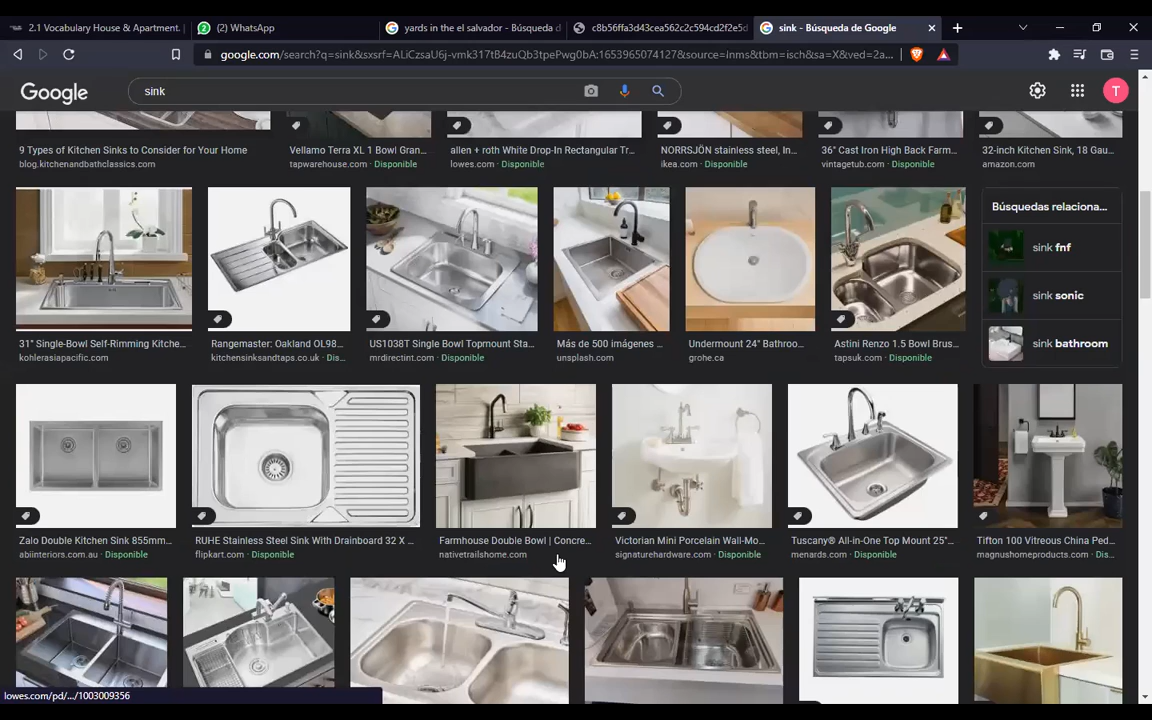 2.1 Vocabulary House & Apartment.
(2) WhatsApp
yards in the el salvador - Búsqueda d
c8b56ffa3d43cea562c2c594cd2f2e5d
sink - Búsqueda de Google
google.com/search?q=sink&sxsrf=ALiCzsaU6j-vmk317tB4zuQb3tpePwg0bA:1653965074127&source=lnms&tbm=isch&sa=X&ved=2a...
Google
sink
T
9 Types of Kitchen Sinks to Consider for Your Home
blog.kitchenandbathclassics.com
Vellamo Terra XL 1 Bowl Gran...
tapwarehouse.com · Disponible
allen + roth White Drop-In Rectangular Tr...
lowes.com · Disponible
NORRSJÖN stainless steel, In...
ikea.com · Disponible
36" Cast Iron High Back Farm...
vintagetub.com · Disponible
32-inch Kitchen Sink, 18 Gau...
amazon.com
Búsquedas relaciona...
sink fnf
sink sonic
sink bathroom
31" Single-Bowl Self-Rimming Kitche...
kohlerasiapacific.com
Rangemaster: Oakland OL98...
kitchensinksandtaps.co.uk · Dis...
US1038T Single Bowl Topmount Sta...
mrdirectint.com · Disponible
Más de 500 imágenes ...
unsplash.com
Undermount 24" Bathroo...
grohe.ca
Astini Renzo 1.5 Bowl Brus...
tapsuk.com · Disponible
Zalo Double Kitchen Sink 855mm...
abiinteriors.com.au · Disponible
RUHE Stainless Steel Sink With Drainboard 32 X ...
flipkart.com · Disponible
Farmhouse Double Bowl | Concre...
nativetrailshome.com
Victorian Mini Porcelain Wall-Mo...
signaturehardware.com · Disponible
Tuscany® All-in-One Top Mount 25"...
menards.com · Disponible
Tifton 100 Vitreous China Ped...
magnushomeproducts.com · Dis...
lowes.com/pd/.../1003009356